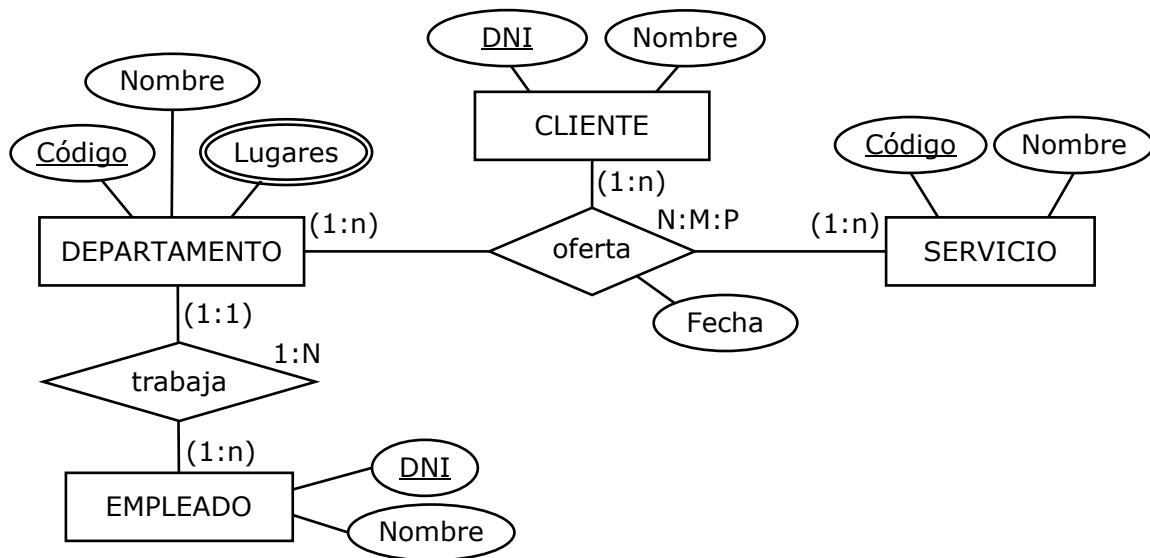 DNI
Nombre
Nombre
CLIENTE
Código
Lugares
Código
Nombre
(1:n)
DEPARTAMENTO
(1:n)
oferta
N:M:P
(1:n)
SERVICIO
(1:1)
Fecha
1:N
trabaja
(1:n)
DNI
EMPLEADO
Nombre